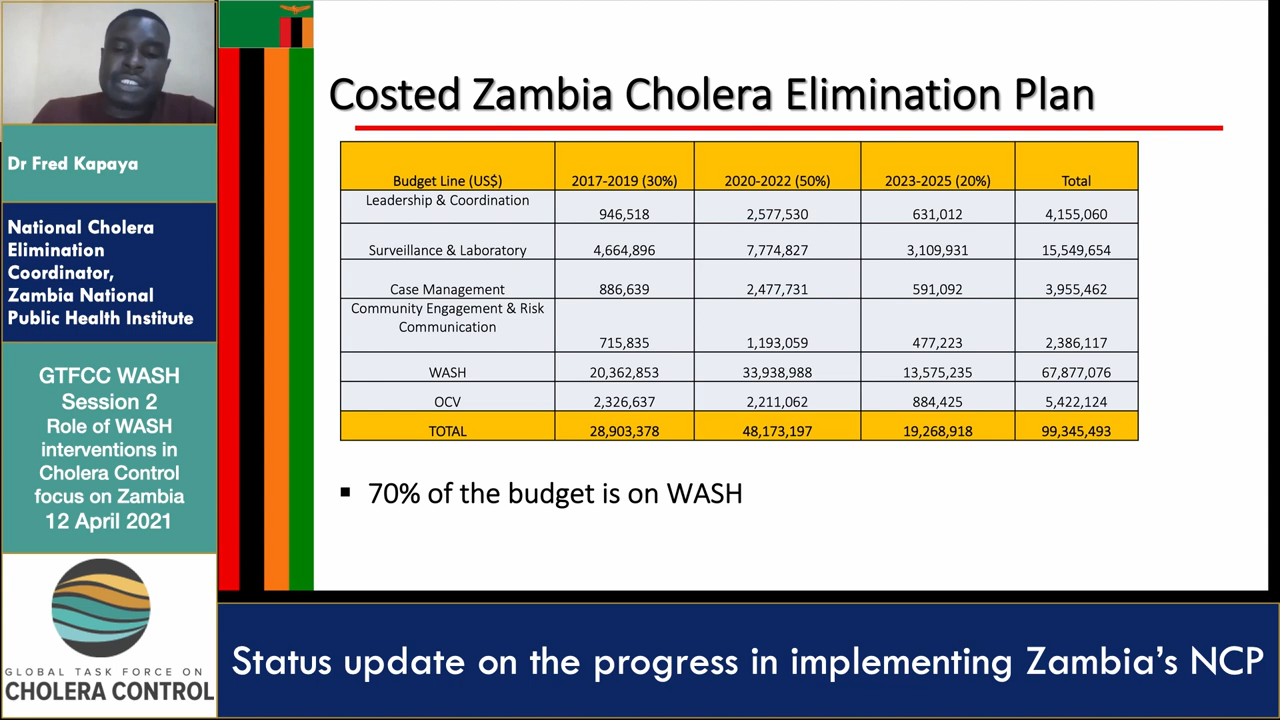 Dr Fred Kapaya
National Cholera
Elimination
Coordinator,
Zambia National
Public Health Institute
GTFCC WASH
Session 2
Role of WASH
interventions in
Cholera Control
focus on Zambia
12 April 2021
GLOBAL TASK FORCE ON
CHOLERA CONTROL
Costed Zambia Cholera Elimination Plan
Budget Line (US$) 2017-2019 (30%) 2020-2022 (50%) 2023-2025 (20%) Total
Leadership & Coordination 946,518 2,577,530 631,012 4,155,060
Surveillance & Laboratory 4,664,896 7,774,827 3,109,931 15,549,654
Case Management 886,639 2,477,731 591,092 3,955,462
Community Engagement & Risk
Communication 715,835 1,193,059 477,223 2,386,117
WASH 20,362,853 33,938,988 13,575,235 67,877,076
OCV 2,326,637 2,211,062 884,425 5,422,124
TOTAL 28,903,378 48,173,197 19,268,918 99,345,493
▪ 70% of the budget is on WASH
Status update on the progress in implementing Zambia's NCP